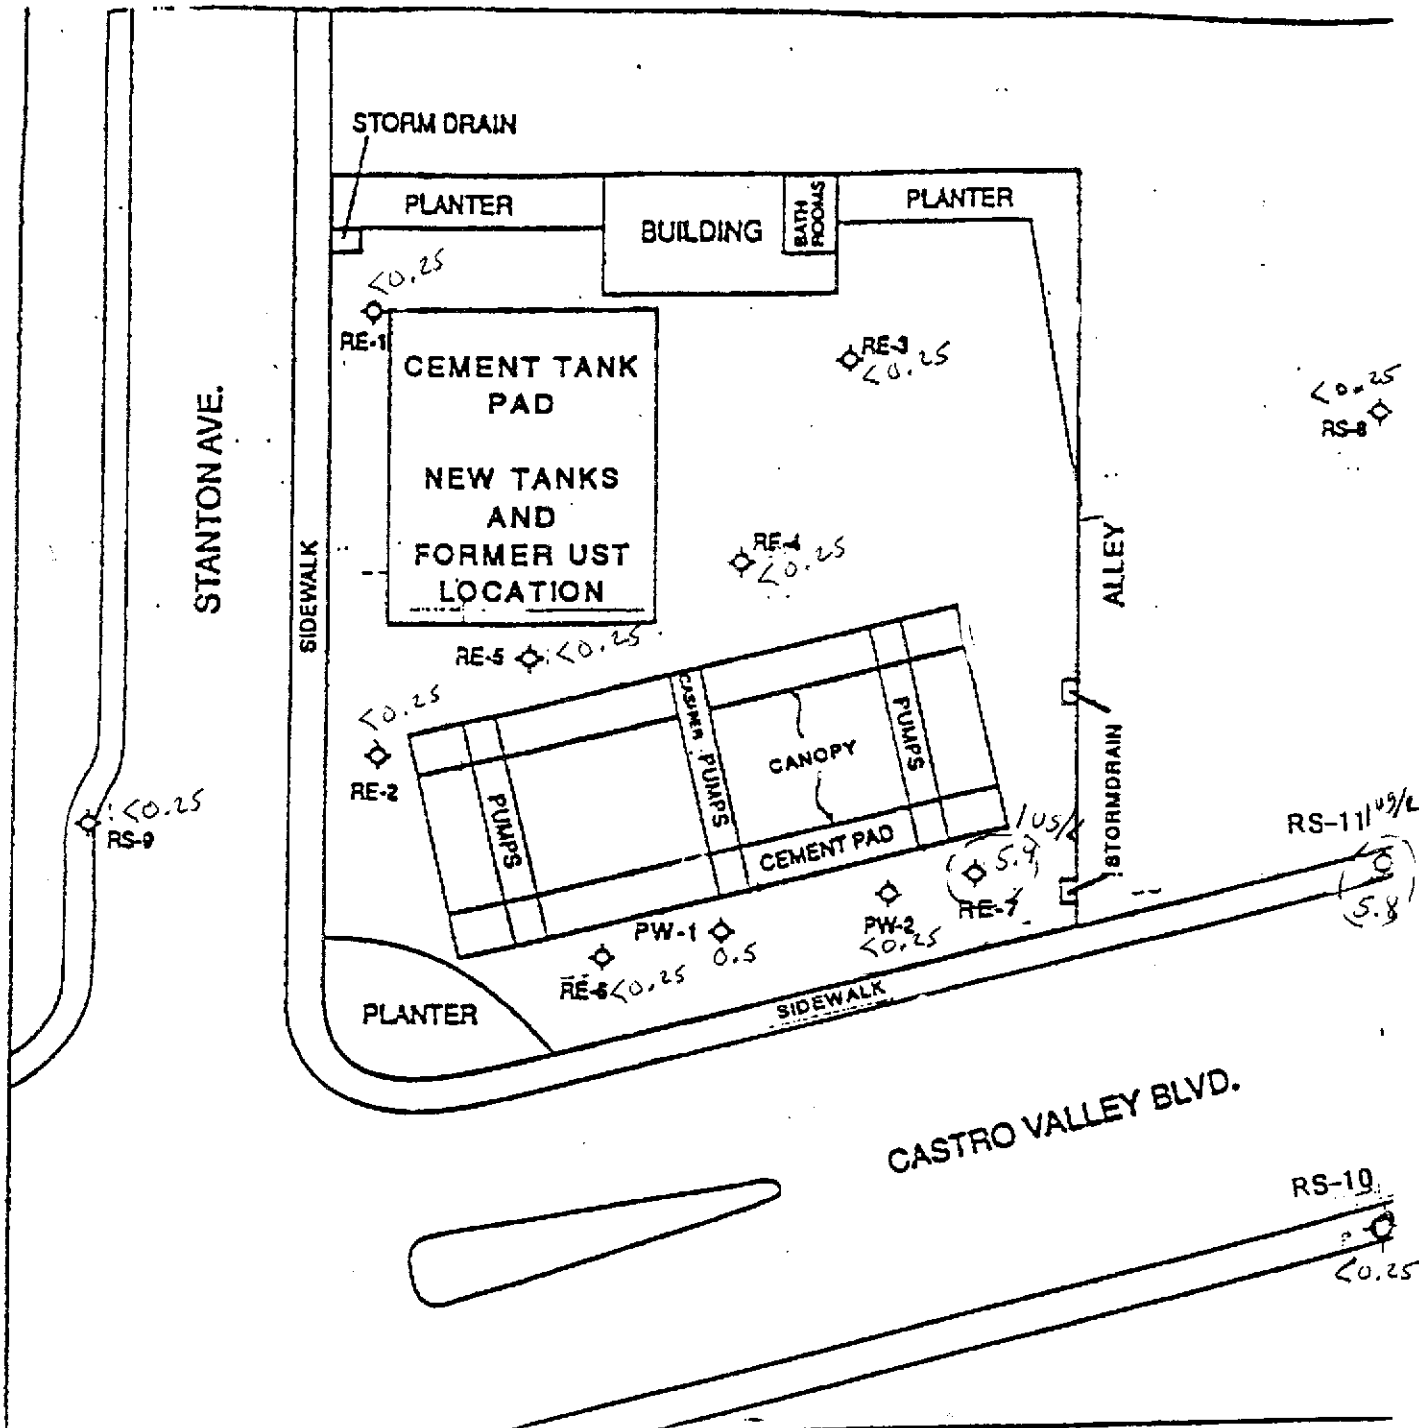 STORM DRAIN
PLANTER
BUILDING
BATH
ROOMS
PLANTER
<0.25
RE-1
CEMENT TANK
PAD
NEW TANKS
AND
FORMER UST
LOCATION
RE-3
<0.25
<0.25
RS-8
STANTON AVE.
SIDEWALK
ALLEY
RE-4
<0.25
RE-5
<0.25
<0.25
RE-2
<0.25
RS-9
PUMPS
CASHIER
PUMPS
CANOPY
PUMPS
STORMDRAIN
CEMENT PAD
5.9
RE-7
RS-11
1ug/L
5.8
PW-1
0.5
PW-2
<0.25
RE-6
<0.25
PLANTER
SIDEWALK
CASTRO VALLEY BLVD.
RS-10
<0.25